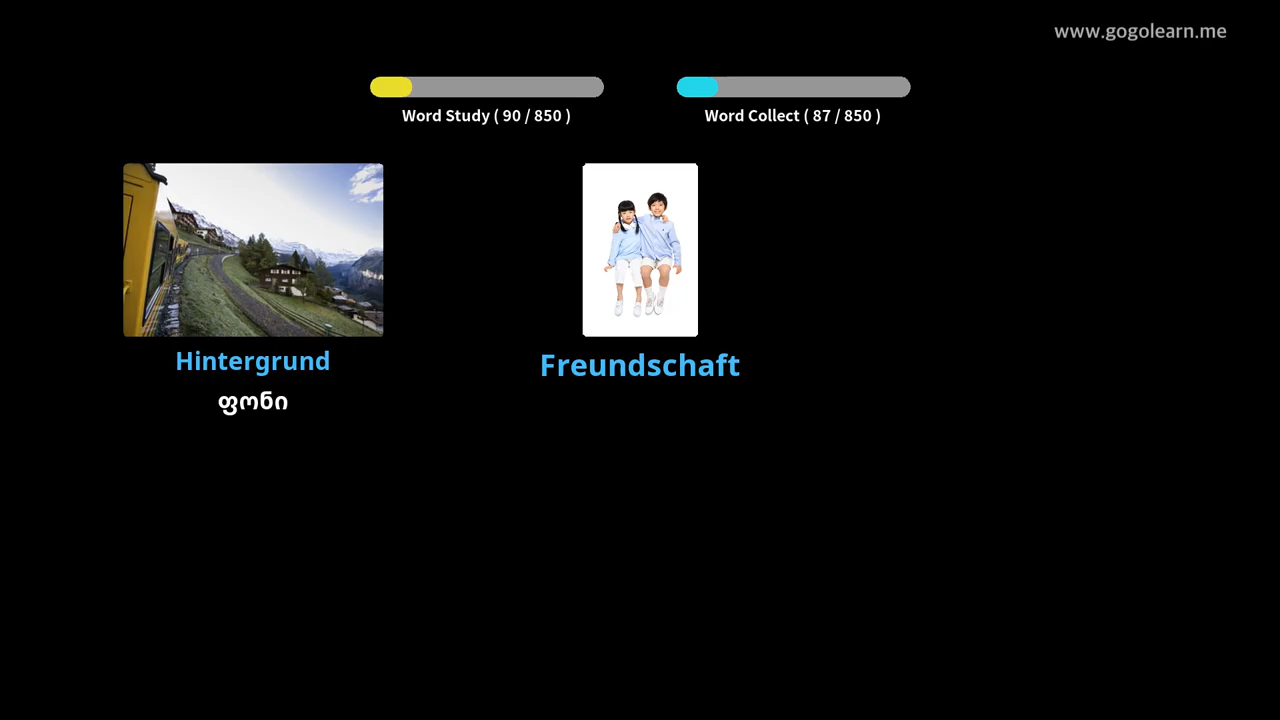 www.gogolearn.me
Word Study ( 90 / 850 )
Word Collect ( 87 / 850 )
Hintergrund
ფონი
Freundschaft